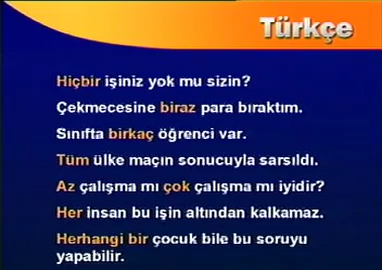 Türkçe
Hiçbir işiniz yok mu sizin?
Çekmecesine biraz para bıraktım.
Sınıfta birkaç öğrenci var.
Tüm ülke maçın sonucuyla sarsıldı.
Az çalışma mı çok çalışma mı iyidir?
Her insan bu işin altından kalkamaz.
Herhangi bir çocuk bile bu soruyu
yapabilir.